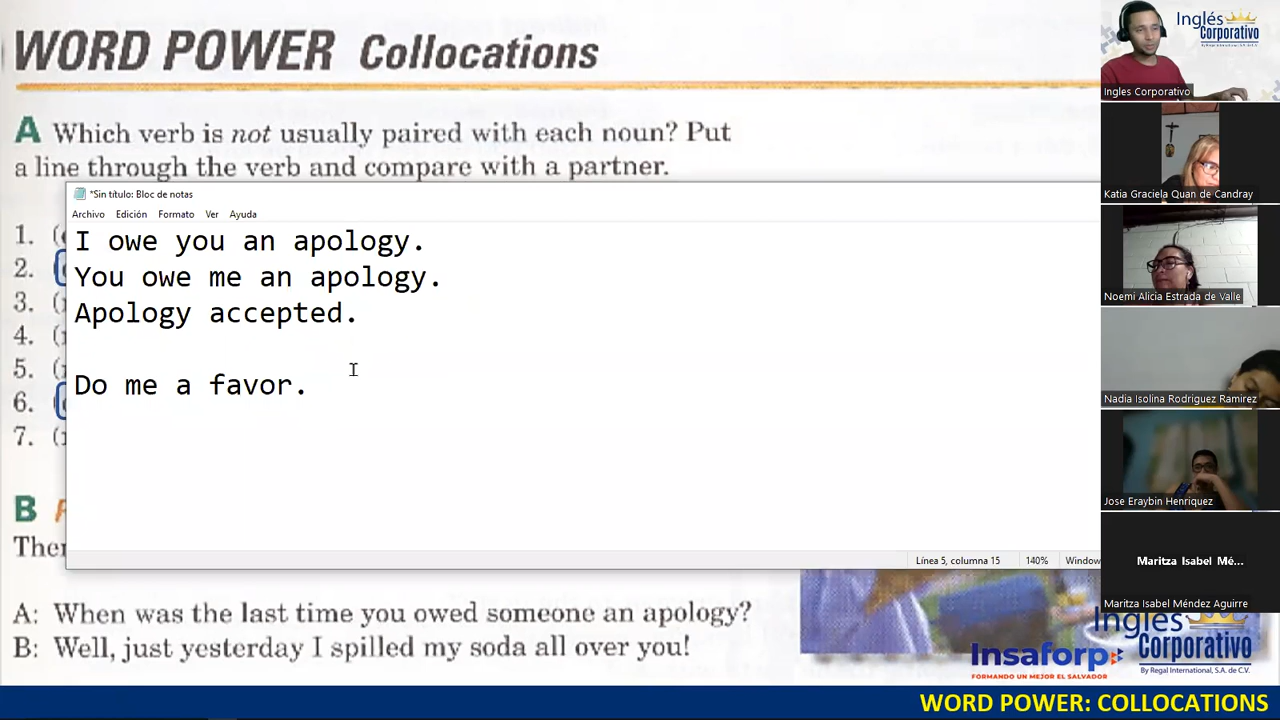 WORD POWER Collocations
A Which verb is not usually paired with each noun? Put
a line through the verb and compare with a partner.
*Sin título: Bloc de notas
Archivo Edición Formato Ver Ayuda
I owe you an apology.
You owe me an apology.
Apology accepted.
Do me a favor.
Línea 5, columna 15 140% Window
1.
2.
3.
4.
5.
6.
7.
B
A: When was the last time you owed someone an apology?
B: Well, just yesterday I spilled my soda all over you!
Insaforp
FORMANDO UN MEJOR EL SALVADOR
Inglés
Corporativo
By Regal International, S.A. de C.V.
WORD POWER: COLLOCATIONS
Inglés
Corporativo
Ingles Corporativo
Katia Graciela Quan de Candray
Noemi Alicia Estrada de Valle
Nadia Isolina Rodriguez Ramirez
Jose Eraybin Henriquez
Maritza Isabel Mé...
Maritza Isabel Méndez Aguirre